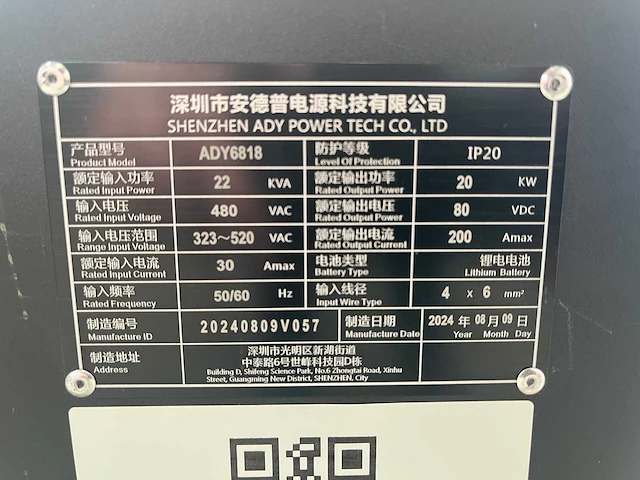 深圳市安德普电源科技有限公司
SHENZHEN ADY POWER TECH CO., LTD
产品型号 ADY6818 防护等级 IP20
Product Model Level Of Protection
额定输入功率 22 KVA 额定输出功率 20 KW
Rated Input Power Rated Output Power
输入电压 480 VAC 额定输出电压 80 VDC
Rated Input Voltage Rated Output Voltage
输入电压范围 323~520 VAC 额定输出电流 200 Amax
Range Input Voltage Rated Output Current
额定输入电流 30 Amax 电池类型 锂电电池
Rated Input Current Battery Type Lithium Battery
输入频率 50/60 Hz 输入线径 4 x 6 mm²
Rated Frequency Input Wire Type
制造编号 20240809V057 制造日期 2024 年 08 月 09 日
Manufacture ID Manufacture Date Year Month Day
制造地址 深圳市光明区新湖街道
Address 中泰路6号世峰科技园D栋
Building D, Shifeng Science Park, No.6 Zhongtai Road, Xinhu
Street, Guangming New District, SHENZHEN, City